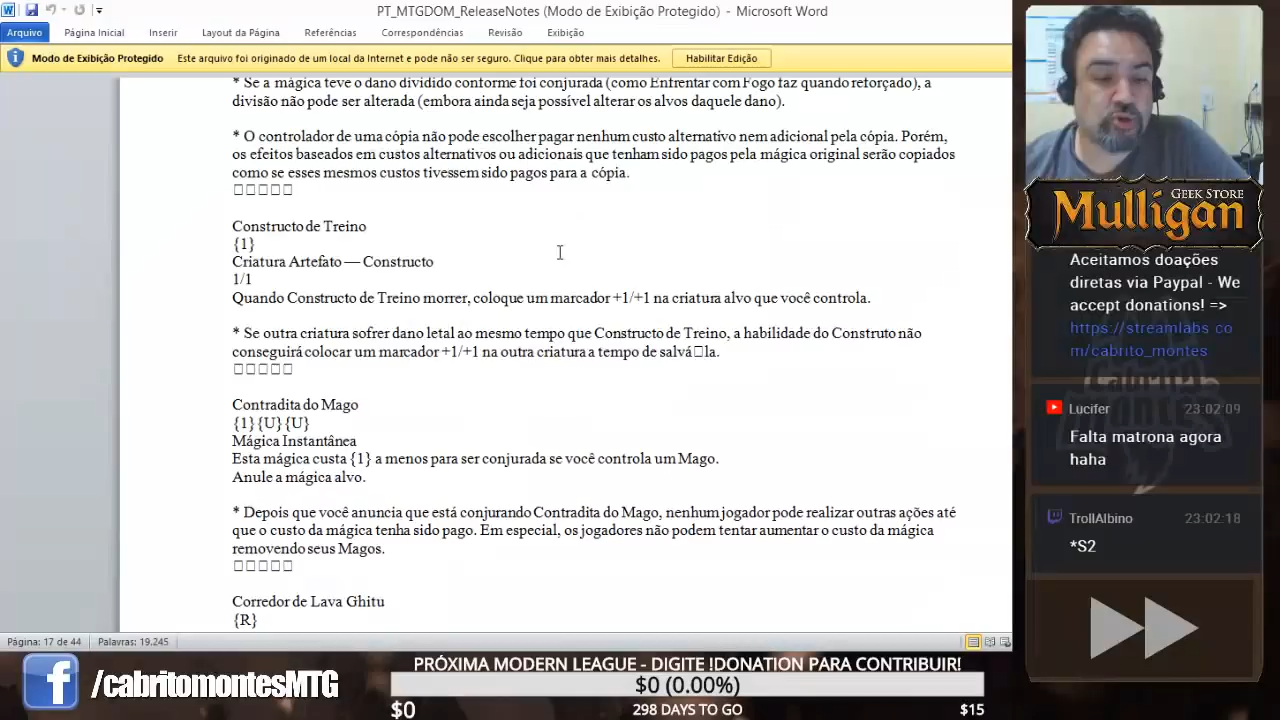 PT_MTGDOM_ReleaseNotes (Modo de Exibição Protegido) - Microsoft Word
Arquivo Página Inicial Inserir Layout da Página Referências Correspondências Revisão Exibição
Modo de Exibição Protegido Este arquivo foi originado de um local da Internet e pode não ser seguro. Clique para obter mais detalhes. Habilitar Edição
* Se a mágica teve o dano dividido conforme foi conjurada (como Enfrentar com Fogo faz quando reforçado), a
divisão não pode ser alterada (embora ainda seja possível alterar os alvos daquele dano).
* O controlador de uma cópia não pode escolher pagar nenhum custo alternativo nem adicional pela cópia. Porém,
os efeitos baseados em custos alternativos ou adicionais que tenham sido pagos pela mágica original serão copiados
como se esses mesmos custos tivessem sido pagos para a cópia.
□□□□□
Constructo de Treino
{1}
Criatura Artefato — Constructo
1/1
Quando Constructo de Treino morrer, coloque um marcador +1/+1 na criatura alvo que você controla.
* Se outra criatura sofrer dano letal ao mesmo tempo que Constructo de Treino, a habilidade do Construto não
conseguirá colocar um marcador +1/+1 na outra criatura a tempo de salvá□la.
□□□□□
Contradita do Mago
{1}{U}{U}
Mágica Instantânea
Esta mágica custa {1} a menos para ser conjurada se você controla um Mago.
Anule a mágica alvo.
* Depois que você anuncia que está conjurando Contradita do Mago, nenhum jogador pode realizar outras ações até
que o custo da mágica tenha sido pago. Em especial, os jogadores não podem tentar aumentar o custo da mágica
removendo seus Magos.
□□□□□
Corredor de Lava Ghitu
{R}
Página: 17 de 44 Palavras: 19.245
GEEK STORE
Mulligan
Aceitamos doações
diretas via Paypal - We
accept donations! =>
https://streamlabs.co
m/cabrito_montes
Lucifer 23:02:09
Falta matrona agora
haha
TrollAlbino 23:02:18
*S2
f /cabritomontesMTG
PRÓXIMA MODERN LEAGUE - DIGITE !DONATION PARA CONTRIBUIR!
$0 (0.00%)
$0 298 DAYS TO GO $15